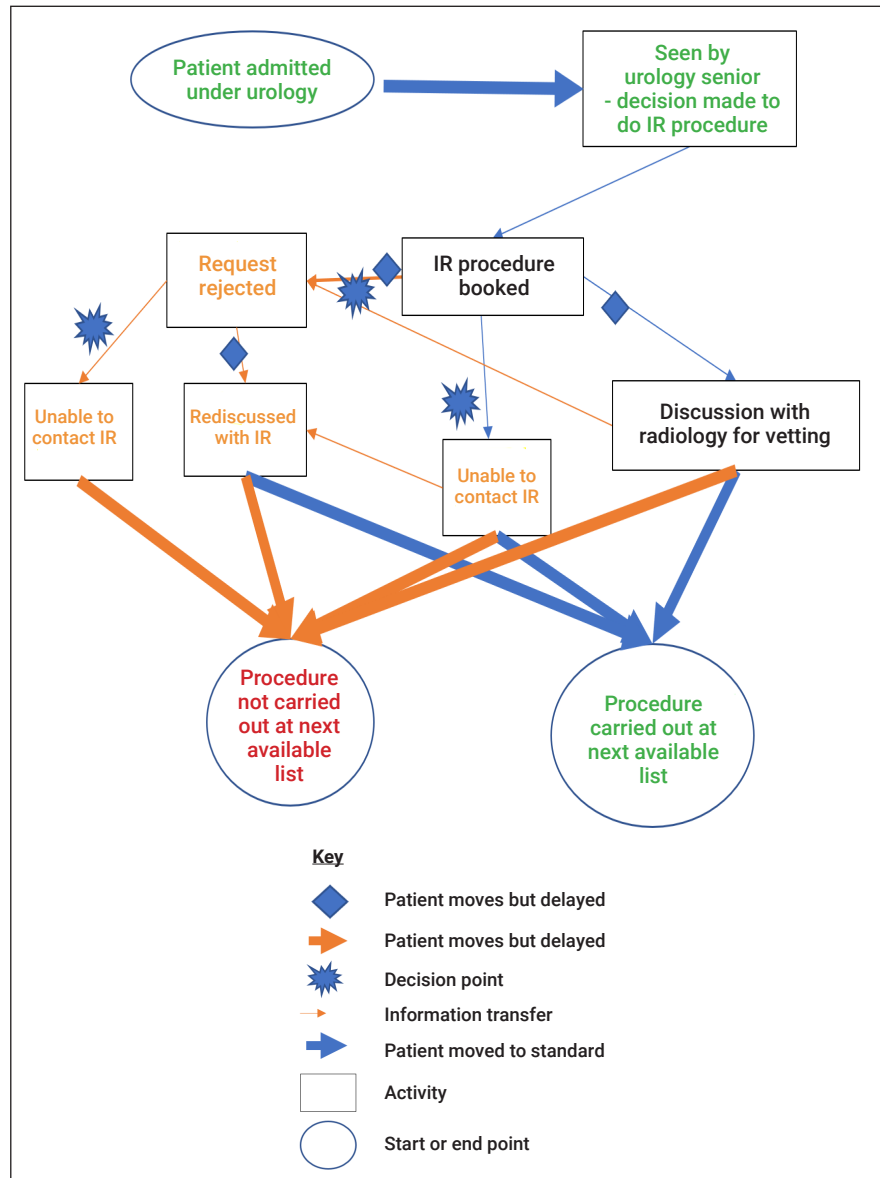 Patient admitted
under urology
Seen by
urology senior
- decision made to
do IR procedure
Request
rejected
IR procedure
booked
Unable to
contact IR
Rediscussed
with IR
Unable to
contact IR
Discussion with
radiology for vetting
Procedure
not carried
out at next
available
list
Procedure
carried out at
next available
list
Key
Patient moves but delayed
Patient moves but delayed
Decision point
Information transfer
Patient moved to standard
Activity
Start or end point